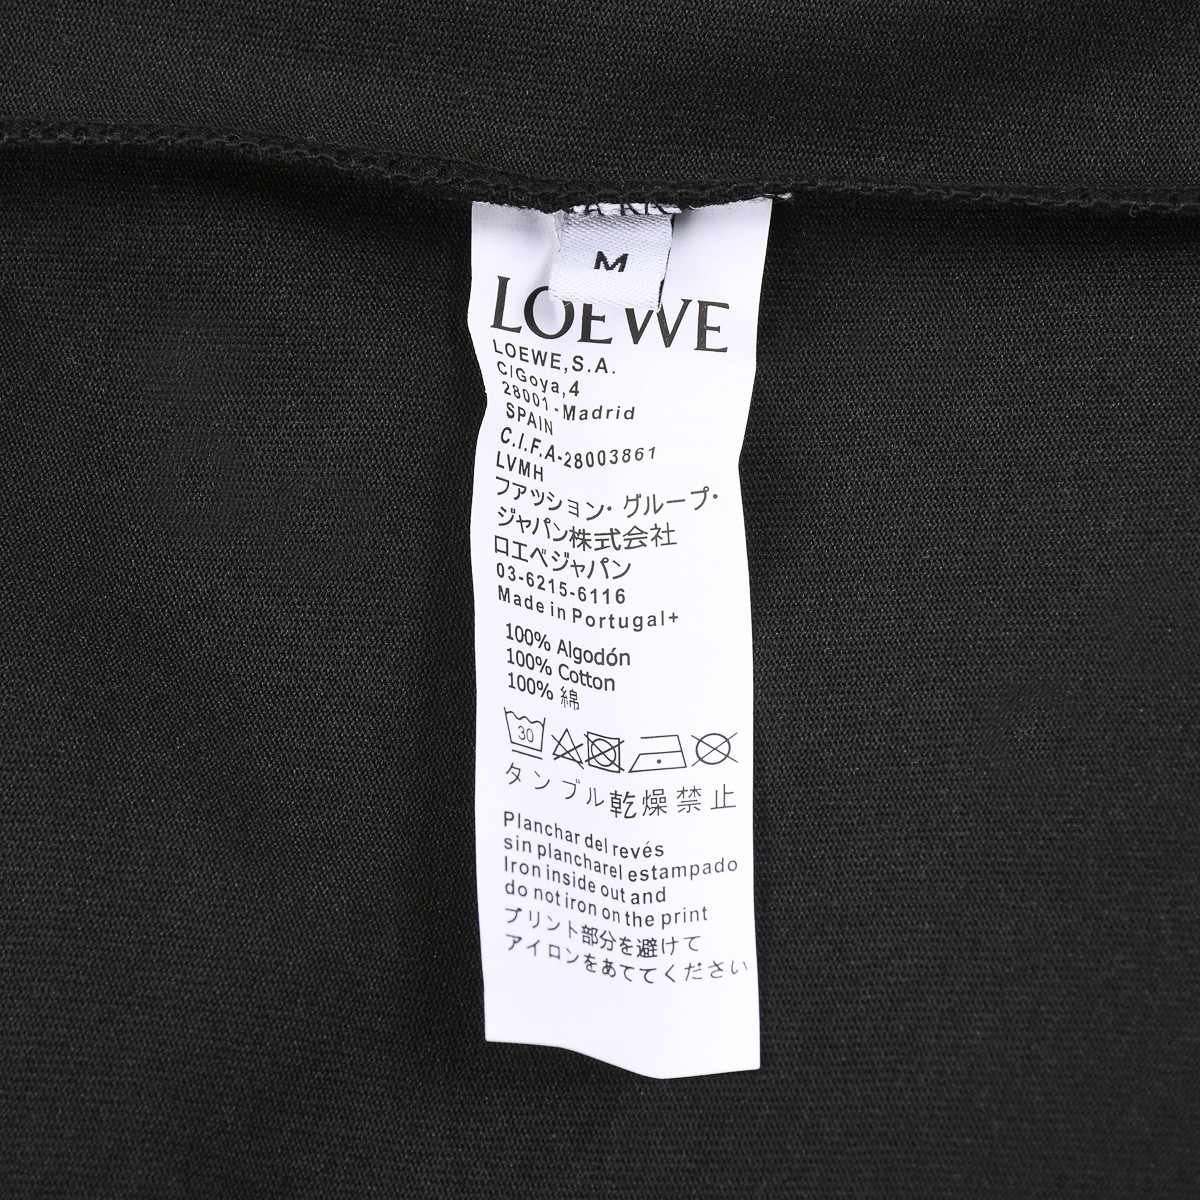 M
LOEWE
LOEWE,S.A.
C/Goya,4
28001-Madrid
SPAIN
C.I.F.A-28003861
LVMH
ファッション・グループ・
ジャパン株式会社
ロエベジャパン
03-6215-6116
Made in Portugal+
100% Algodón
100% Cotton
100% 綿
30
タンブル乾燥禁止
Planchar del revés
sin plancharel estampado
Iron inside out and
do not iron on the print
プリント部分を避けて
アイロンをあててください